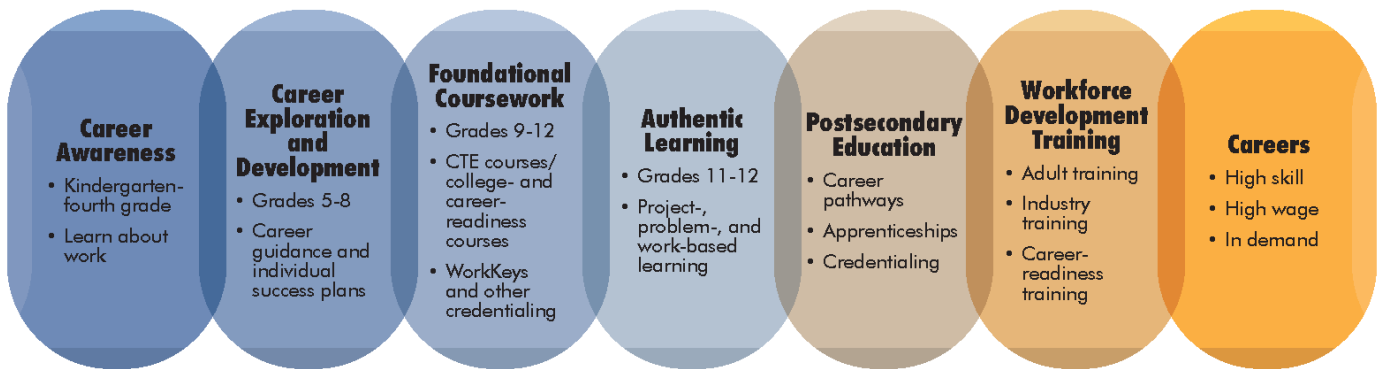 Career
Awareness
• Kindergarten-
fourth grade
• Learn about
work
Career
Exploration
and
Development
• Grades 5-8
• Career
guidance and
individual
success plans
Foundational
Coursework
• Grades 9-12
• CTE courses/
college- and
career-
readiness
courses
• WorkKeys
and other
credentialing
Authentic
Learning
• Grades 11-12
• Project-,
problem-, and
work-based
learning
Postsecondary
Education
• Career
pathways
• Apprenticeships
• Credentialing
Workforce
Development
Training
• Adult training
• Industry
training
• Career-
readiness
training
Careers
• High skill
• High wage
• In demand